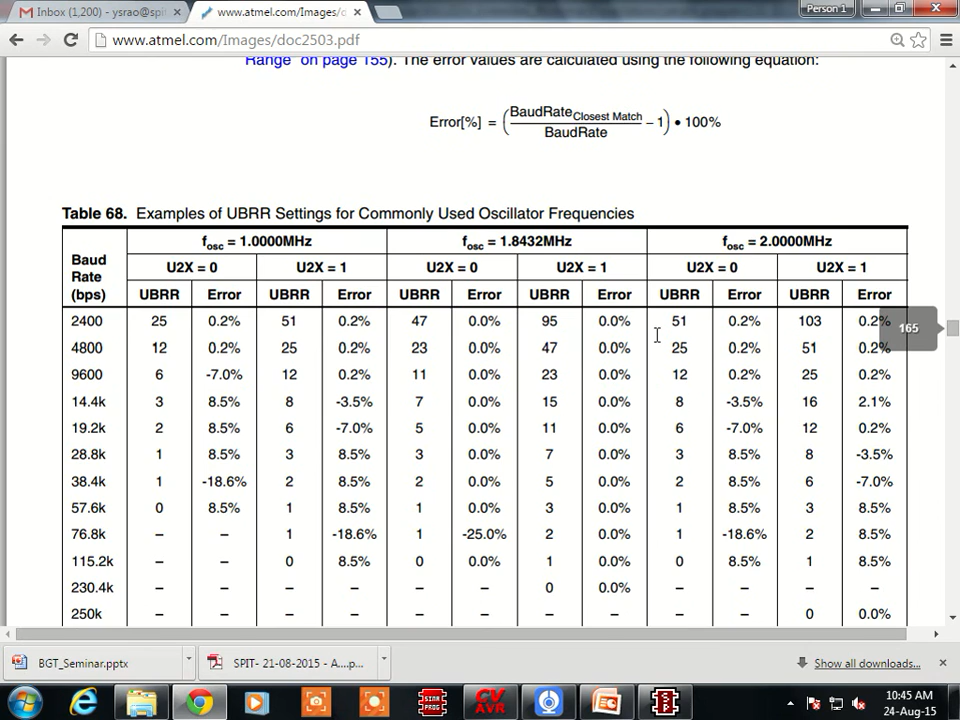 Inbox (1,200) - ysrao@spit
www.atmel.com/Images/d
Person 1
www.atmel.com/Images/doc2503.pdf
Range" on page 155). The error values are calculated using the following equation:
Error[%] = (BaudRateClosest Match / BaudRate – 1) • 100%
Table 68. Examples of UBRR Settings for Commonly Used Oscillator Frequencies
Baud Rate (bps) fosc = 1.0000MHz fosc = 1.8432MHz fosc = 2.0000MHz
U2X = 0 U2X = 1 U2X = 0 U2X = 1 U2X = 0 U2X = 1
UBRR Error UBRR Error UBRR Error UBRR Error UBRR Error UBRR Error
2400 25 0.2% 51 0.2% 47 0.0% 95 0.0% 51 0.2% 103 0.2%
4800 12 0.2% 25 0.2% 23 0.0% 47 0.0% 25 0.2% 51 0.2%
9600 6 -7.0% 12 0.2% 11 0.0% 23 0.0% 12 0.2% 25 0.2%
14.4k 3 8.5% 8 -3.5% 7 0.0% 15 0.0% 8 -3.5% 16 2.1%
19.2k 2 8.5% 6 -7.0% 5 0.0% 11 0.0% 6 -7.0% 12 0.2%
28.8k 1 8.5% 3 8.5% 3 0.0% 7 0.0% 3 8.5% 8 -3.5%
38.4k 1 -18.6% 2 8.5% 2 0.0% 5 0.0% 2 8.5% 6 -7.0%
57.6k 0 8.5% 1 8.5% 1 0.0% 3 0.0% 1 8.5% 3 8.5%
76.8k – – 1 -18.6% 1 -25.0% 2 0.0% 1 -18.6% 2 8.5%
115.2k – – 0 8.5% 0 0.0% 1 0.0% 0 8.5% 1 8.5%
230.4k – – – – – – 0 0.0% – – – –
250k – – – – – – – – – – 0 0.0%
165
BGT_Seminar.pptx
SPIT- 21-08-2015 - A....p...
Show all downloads...
SINA PROG
CV AVR
10:45 AM
24-Aug-15